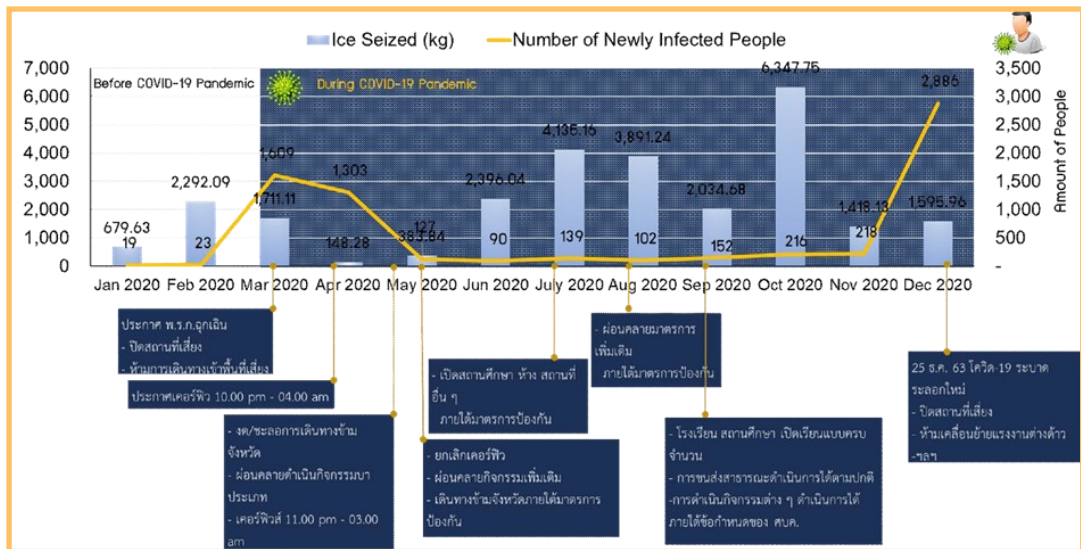 Ice Seized (kg)
Number of Newly Infected People
7,000
6,000
5,000
4,000
3,000
2,000
1,000
0
Before COVID-19 Pandemic
During COVID-19 Pandemic
3,500
3,000
2,500
2,000
1,500
1,000
500
-
Amount of People
679.63
19
2,292.09
23
1,609
1,711.11
1,303
148.28
127
383.84
2,396.04
90
4,135.16
139
3,891.24
102
2,034.68
152
6,347.75
216
1,418.13
218
2,886
1,595.96
Jan 2020 Feb 2020 Mar 2020 Apr 2020 May 2020 Jun 2020 July 2020 Aug 2020 Sep 2020 Oct 2020 Nov 2020 Dec 2020
ประกาศ พ.ร.ก.ฉุกเฉิน
- ปิดสถานที่เสี่ยง
- ห้ามการเดินทางเข้าพื้นที่เสี่ยง
ประกาศเคอร์ฟิว 10.00 pm - 04.00 am
- งด/ชะลอการเดินทางข้าม
จังหวัด
- ผ่อนคลายดำเนินกิจกรรมบา
ประเภท
- เคอร์ฟิวส์ 11.00 pm - 03.00
am
- ยกเลิกเคอร์ฟิว
- ผ่อนคลายกิจกรรมเพิ่มเติม
- เดินทางข้ามจังหวัดภายใต้มาตรการ
ป้องกัน
- เปิดสถานศึกษา ห้าง สถานที่
อื่น ๆ
ภายใต้มาตรการป้องกัน
- ผ่อนคลายมาตรการ
เพิ่มเติม
ภายใต้มาตรการป้องกัน
- โรงเรียน สถานศึกษา เปิดเรียนแบบครบ
จำนวน
- การขนส่งสาธารณะดำเนินการได้ตามปกติ
-การดำเนินกิจกรรมต่าง ๆ ดำเนินการได้
ภายใต้ข้อกำหนดของ ศบค.
25 ธ.ค. 63 โควิด-19 ระบาด
ระลอกใหม่
- ปิดสถานที่เสี่ยง
- ห้ามเคลื่อนย้ายแรงงานต่างด้าว
-ฯลฯ